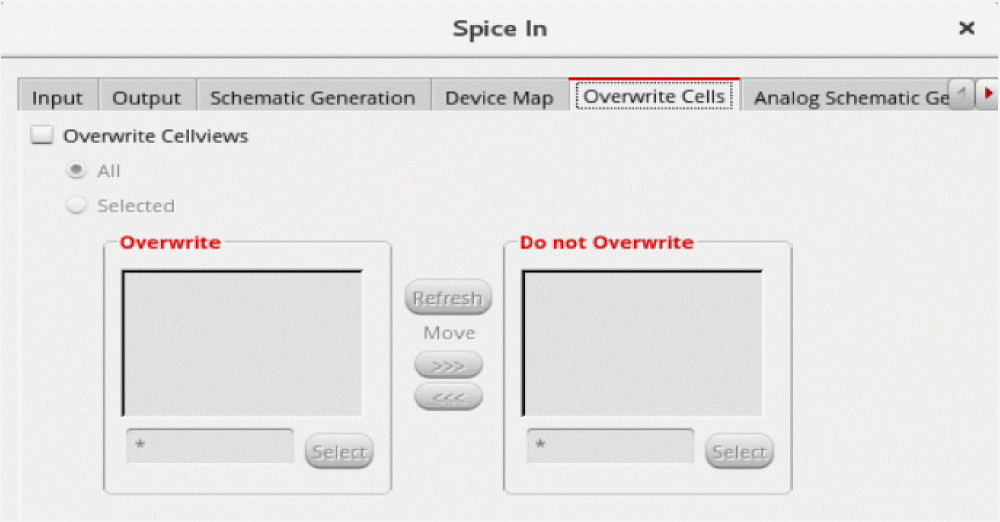 Spice In
Input Output Schematic Generation Device Map Overwrite Cells Analog Schematic Ge
Overwrite Cellviews
All
Selected
Overwrite Do not Overwrite
Refresh
Move
>>>
<<<
* Select * Select